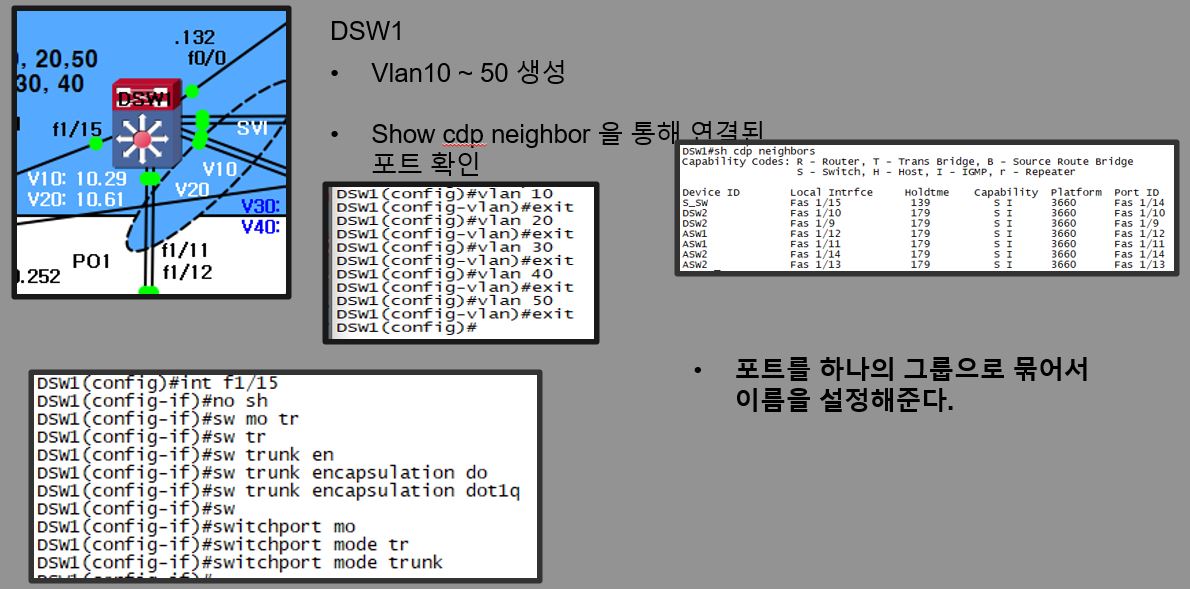 .132
f0/0
, 20,50
30, 40
DSW1
f1/15
SVI
V10
V20
V10: 10.29
V20: 10.61
V30:
V40:
f1/11
f1/12
PO1
.252
DSW1
• Vlan10 ~ 50 생성
• Show cdp neighbor 을 통해 연결된
포트 확인
DSW1(config)#vlan 10
DSW1(config-vlan)#exit
DSW1(config)#vlan 20
DSW1(config-vlan)#exit
DSW1(config)#vlan 30
DSW1(config-vlan)#exit
DSW1(config)#vlan 40
DSW1(config-vlan)#exit
DSW1(config)#vlan 50
DSW1(config-vlan)#exit
DSW1(config)#
DSW1#sh cdp neighbors
Capability Codes: R - Router, T - Trans Bridge, B - Source Route Bridge
S - Switch, H - Host, I - IGMP, r - Repeater
Device ID Local Intrfce Holdtme Capability Platform Port ID
S_SW Fas 1/15 139 S I 3660 Fas 1/14
DSW2 Fas 1/10 179 S I 3660 Fas 1/10
DSW2 Fas 1/9 179 S I 3660 Fas 1/9
ASW1 Fas 1/12 179 S I 3660 Fas 1/12
ASW1 Fas 1/11 179 S I 3660 Fas 1/11
ASW2 Fas 1/14 179 S I 3660 Fas 1/14
ASW2 Fas 1/13 179 S I 3660 Fas 1/13
• 포트를 하나의 그룹으로 묶어서
이름을 설정해준다.
DSW1(config)#int f1/15
DSW1(config-if)#no sh
DSW1(config-if)#sw mo tr
DSW1(config-if)#sw tr
DSW1(config-if)#sw trunk en
DSW1(config-if)#sw trunk encapsulation do
DSW1(config-if)#sw trunk encapsulation dot1q
DSW1(config-if)#sw
DSW1(config-if)#switchport mo
DSW1(config-if)#switchport mode tr
DSW1(config-if)#switchport mode trunk
DSW1(config-if)#